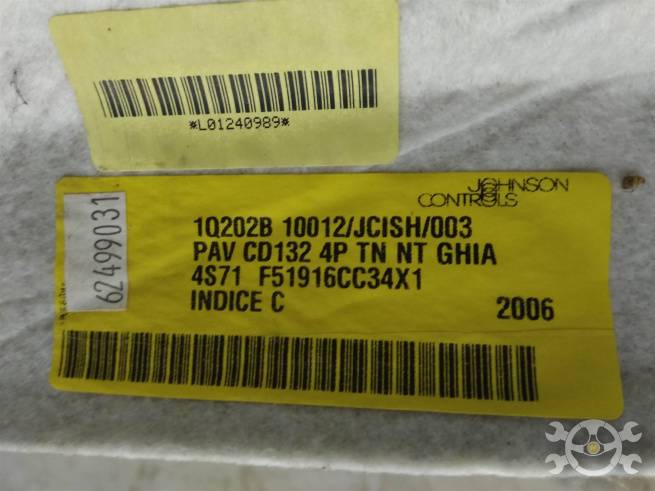 *L01240989*
JOHNSON
CONTROLS
62499031
1Q202B 10012/JCISH/003
PAV CD132 4P TN NT GHIA
4S71 F51916CC34X1
INDICE C 2006